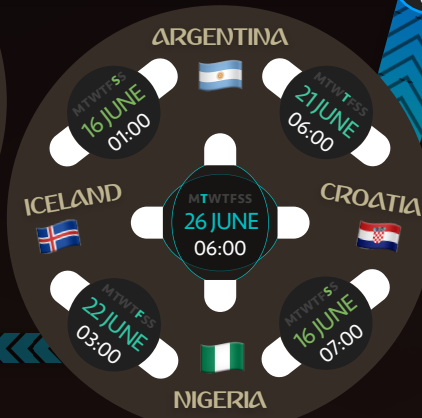 ARGENTINA
MTWTFSS
16 JUNE
01:00
MTWTFSS
21 JUNE
06:00
ICELAND
MTWTFSS
26 JUNE
06:00
CROATIA
MTWTFSS
22 JUNE
03:00
MTWTFSS
16 JUNE
07:00
NIGERIA